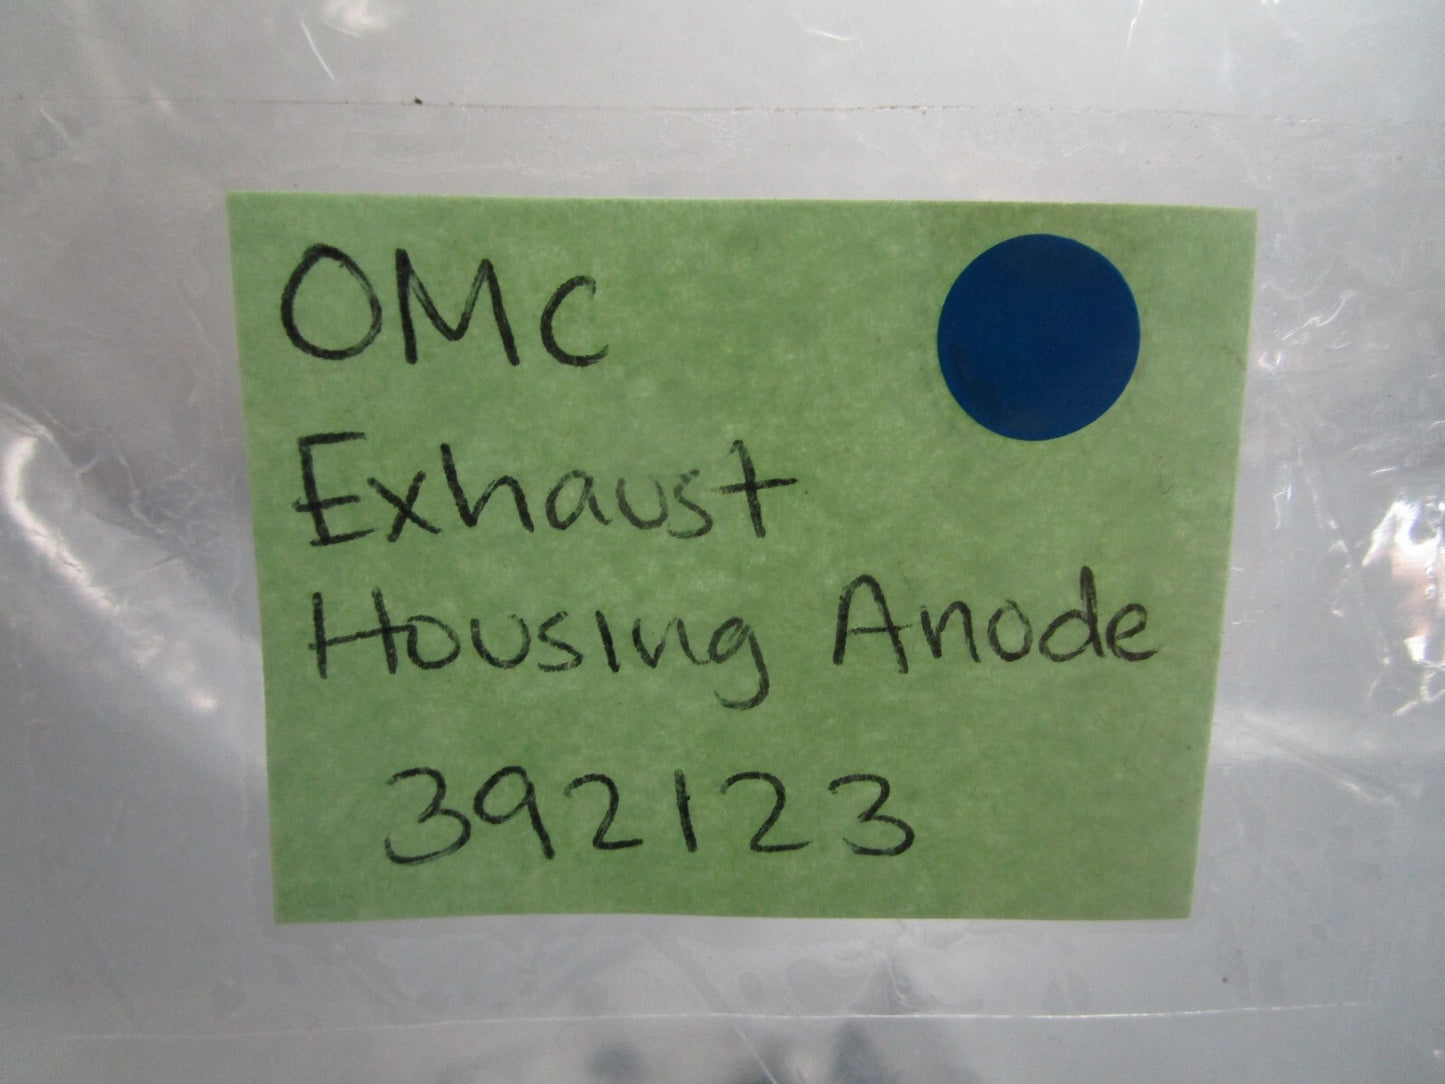 OMC
Exhaust
Housing Anode
392123